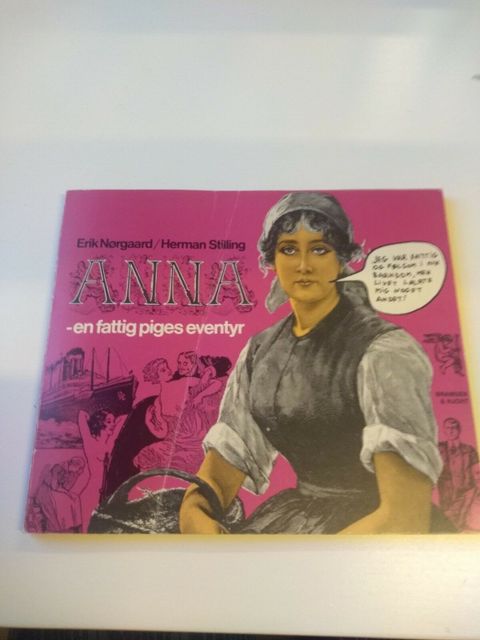 Erik Nørgaard/Herman Stilling
ANNA
- en fattig piges eventyr
JEG VAR FATTIG
OG FØLSOM I MIN
BARNDOM, MEN
LIVET LÆRTE
MIG NOGET
ANDET!
& HJORT